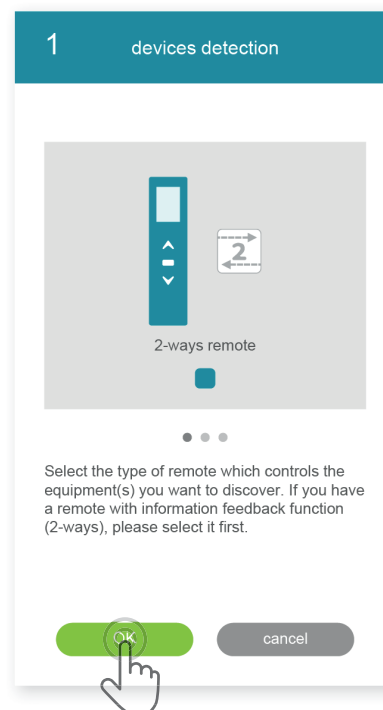 1 devices detection
2
2-ways remote
Select the type of remote which controls the
equipment(s) you want to discover. If you have
a remote with information feedback function
(2-ways), please select it first.
OK cancel